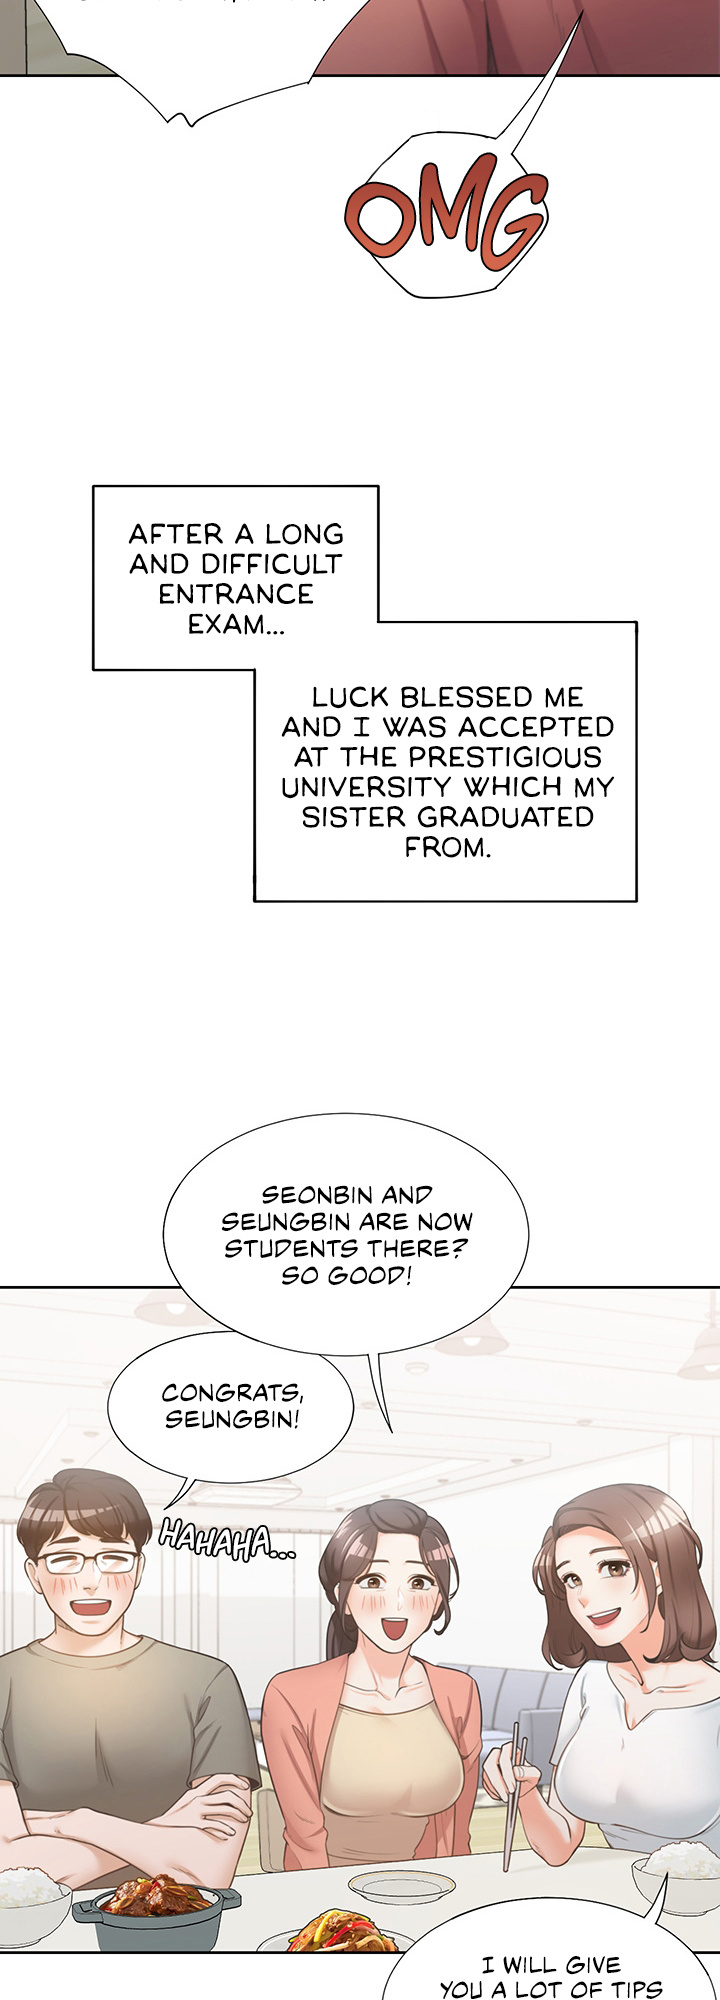 OMG
AFTER A LONG
AND DIFFICULT
ENTRANCE
EXAM...
LUCK BLESSED ME
AND I WAS ACCEPTED
AT THE PRESTIGIOUS
UNIVERSITY WHICH MY
SISTER GRADUATED
FROM.
SEONBIN AND
SEUNGBIN ARE NOW
STUDENTS THERE?
SO GOOD!
CONGRATS,
SEUNGBIN!
HAHAHA...
I WILL GIVE
YOU A LOT OF TIPS